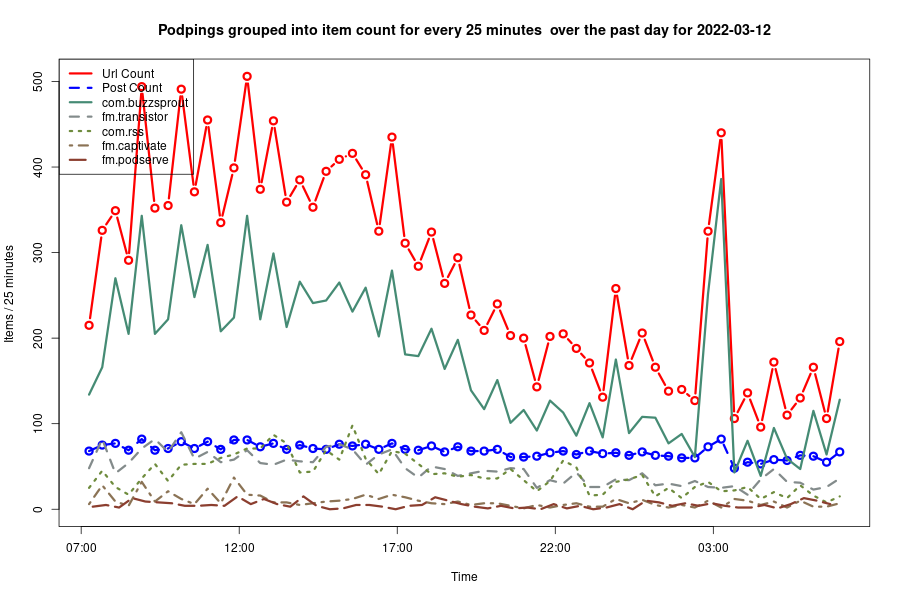 Podpings grouped into item count for every 25 minutes  over the past day for 2022-03-12
Url Count
Post Count
com.buzzsprout
fm.transistor
com.rss
fm.captivate
fm.podserve
500
400
300
200
100
0
Items / 25 minutes
07:00 12:00 17:00 22:00 03:00
Time